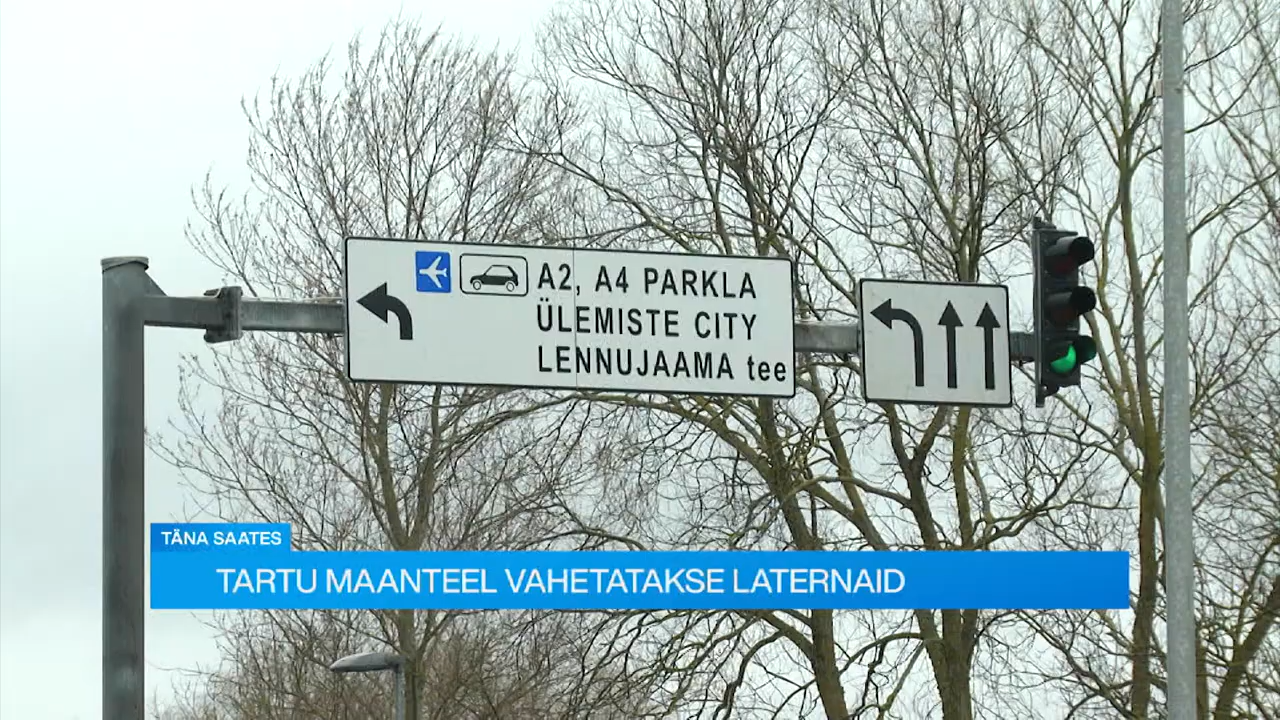 A2, A4 PARKLA
ÜLEMISTE CITY
LENNUJAAMA tee
TÄNA SAATES
TARTU MAANTEEL VAHETATAKSE LATERNAID